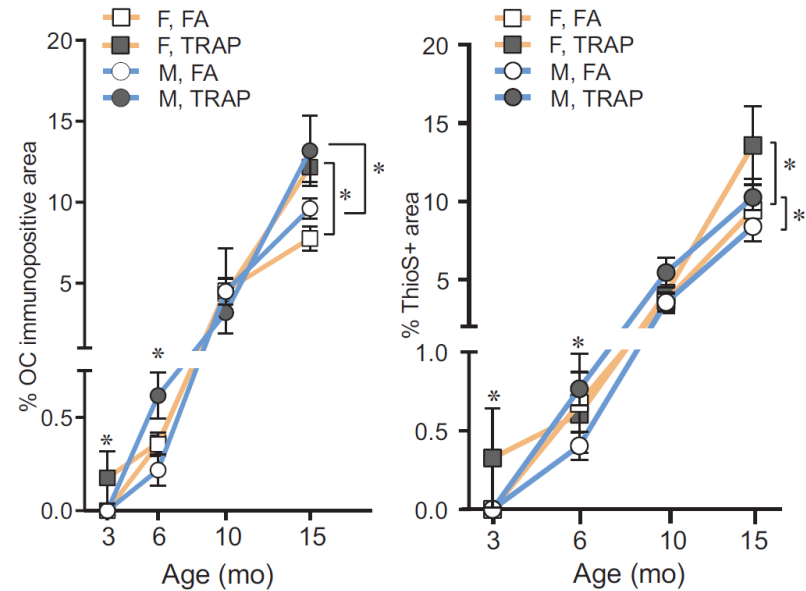 F, FA
F, TRAP
M, FA
M, TRAP
% OC immunopositive area
20
15
10
5
0.5
0.0
*
*
*
*
3
6
10
15
Age (mo)
F, FA
F, TRAP
M, FA
M, TRAP
% ThioS+ area
20
15
10
5
1.0
0.5
0.0
*
*
*
*
3
6
10
15
Age (mo)